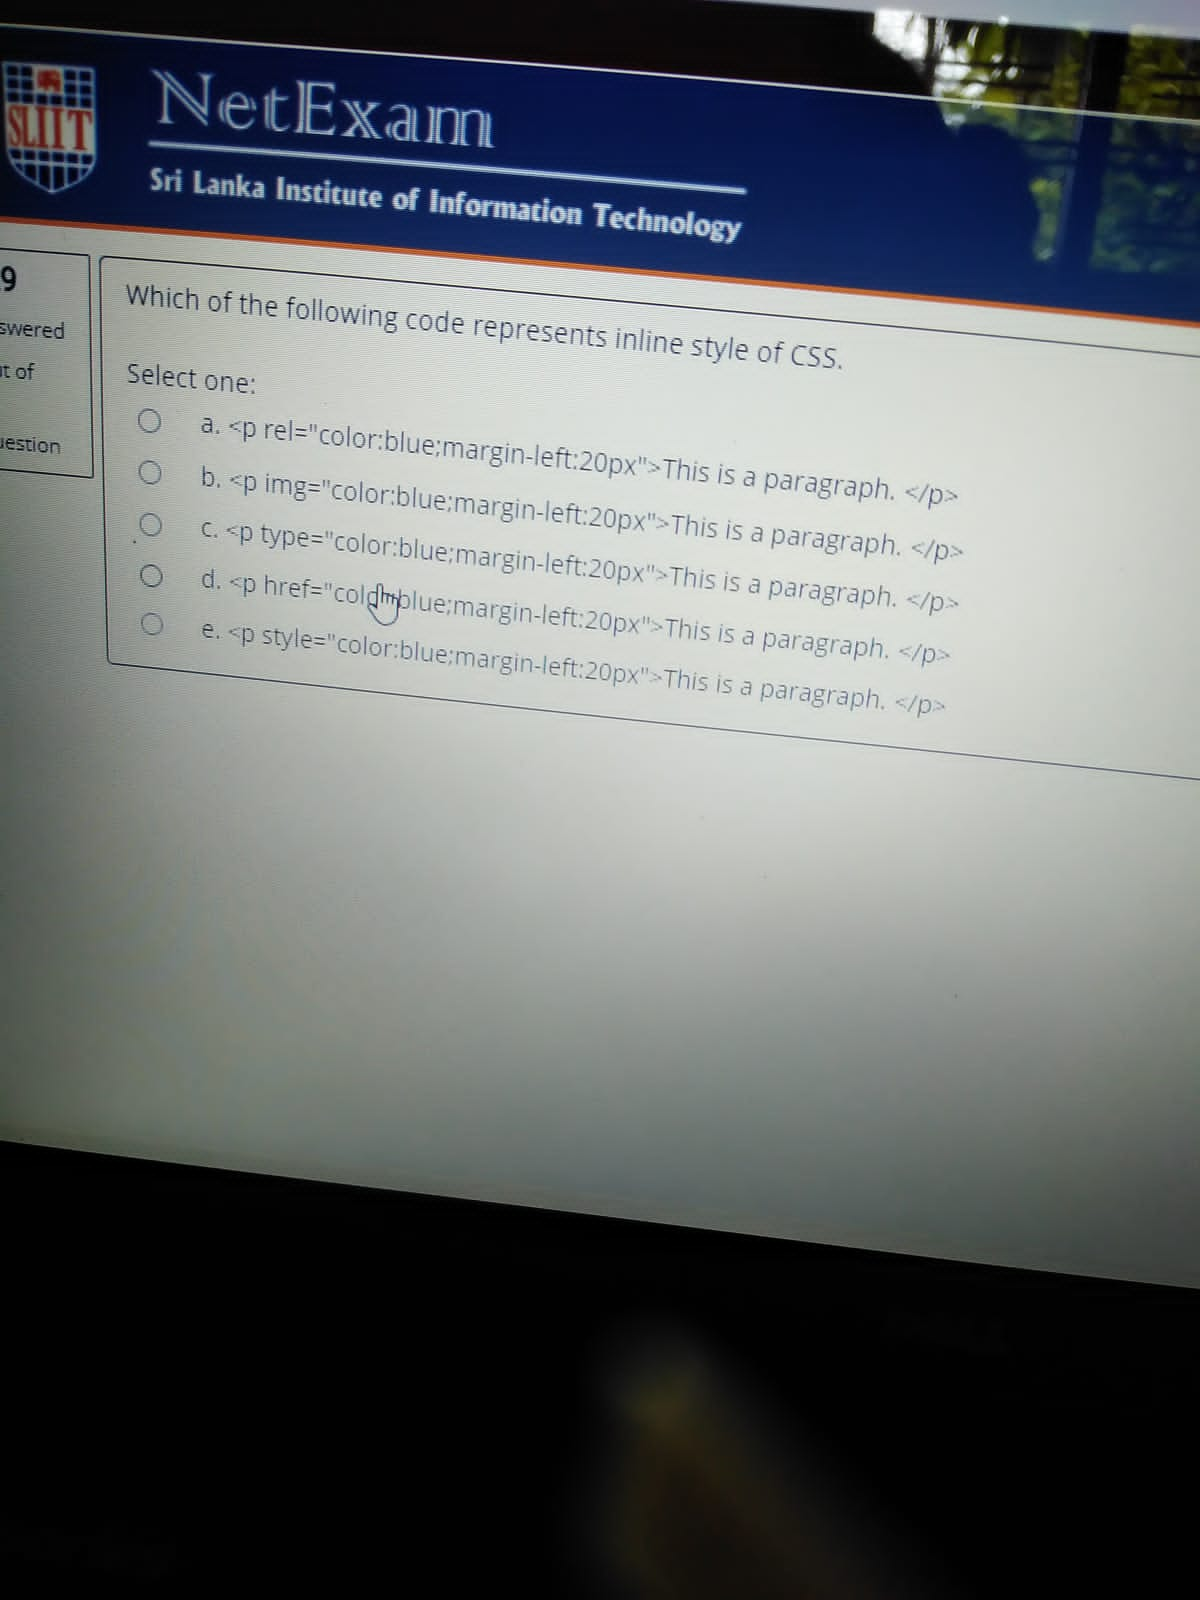 SLIIT
NetExam
Sri Lanka Institute of Information Technology
9
swered
t of
estion
Which of the following code represents inline style of CSS.
Select one:
a. <p rel="color:blue;margin-left:20px">This is a paragraph. </p>
b. <p img="color:blue;margin-left:20px">This is a paragraph. </p>
c. <p type="color:blue;margin-left:20px">This is a paragraph. </p>
d. <p href="color:blue;margin-left:20px">This is a paragraph. </p>
e. <p style="color:blue;margin-left:20px">This is a paragraph. </p>